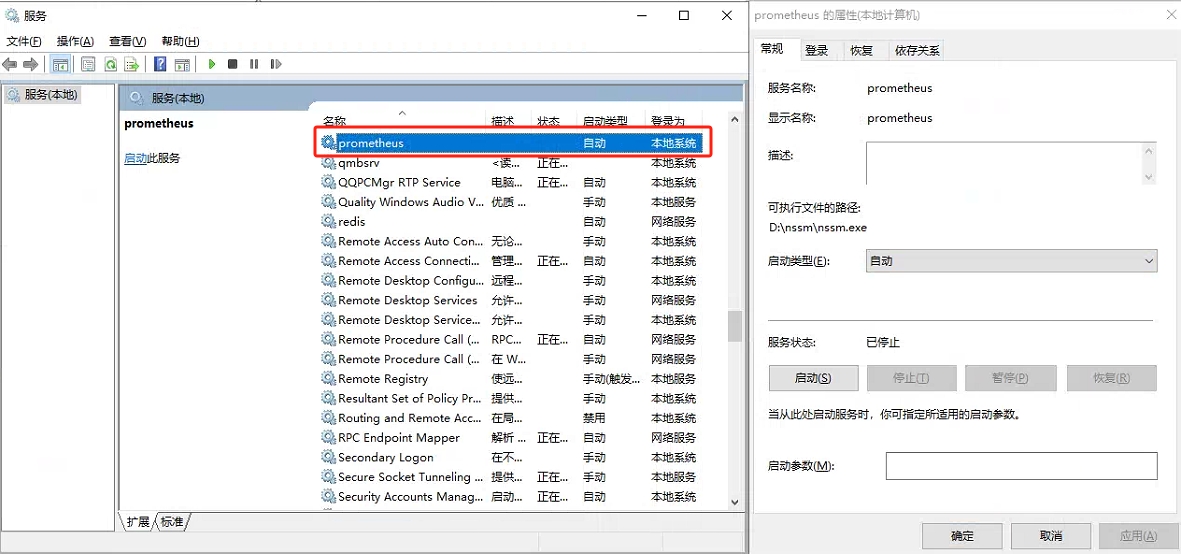 服务
文件(F) 操作(A) 查看(V) 帮助(H)
服务(本地)
服务(本地)
prometheus
启动此服务
名称 描述 状态 启动类型 登录为
prometheus 自动 本地系统
qmbsrv <读... 正在... 本地系统
QQPCMgr RTP Service 电脑... 正在... 自动 本地系统
Quality Windows Audio V... 优质 ... 手动 本地服务
redis 自动 网络服务
Remote Access Auto Con... 无论... 手动 本地系统
Remote Access Connecti... 管理... 正在... 自动 本地系统
Remote Desktop Configu... 远程... 手动 本地系统
Remote Desktop Services 允许... 手动 网络服务
Remote Desktop Service... 允许... 手动 本地系统
Remote Procedure Call (... RPC... 正在... 自动 网络服务
Remote Procedure Call (... 在 W... 手动 网络服务
Remote Registry 使远... 手动(触发... 本地服务
Resultant Set of Policy Pr... 提供... 手动 本地系统
Routing and Remote Acc... 在局... 禁用 本地系统
RPC Endpoint Mapper 解析 ... 正在... 自动 网络服务
Secondary Logon 在不... 手动 本地系统
Secure Socket Tunneling ... 提供... 正在... 手动 本地服务
Security Accounts Manag... 启动... 正在... 自动 本地系统
扩展 标准
prometheus 的属性(本地计算机)
常规 登录 恢复 依存关系
服务名称: prometheus
显示名称: prometheus
描述:
可执行文件的路径:
D:\nssm\nssm.exe
启动类型(E): 自动
服务状态: 已停止
启动(S) 停止(T) 暂停(P) 恢复(R)
当从此处启动服务时，你可指定所适用的启动参数。
启动参数(M):
确定 取消 应用(A)